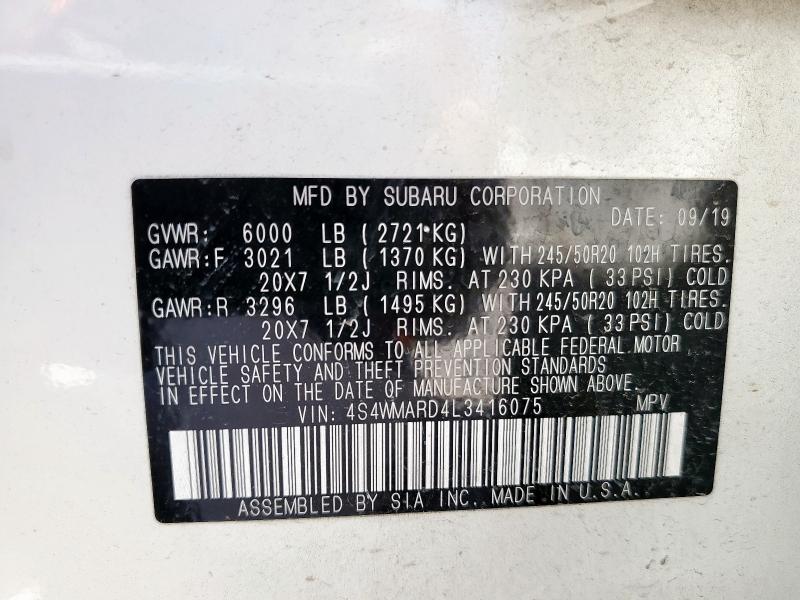 MFD BY SUBARU CORPORATION
DATE: 09/19
GVWR: 6000 LB ( 2721 KG)
GAWR:F 3021 LB ( 1370 KG) WITH 245/50R20 102H TIRES.
20X7 1/2J RIMS. AT 230 KPA ( 33 PSI) COLD
GAWR:R 3296 LB ( 1495 KG) WITH 245/50R20 102H TIRES.
20X7 1/2J RIMS. AT 230 KPA ( 33 PSI) COLD
THIS VEHICLE CONFORMS TO ALL APPLICABLE FEDERAL MOTOR
VEHICLE SAFETY AND THEFT PREVENTION STANDARDS
IN EFFECT ON THE DATE OF MANUFACTURE SHOWN ABOVE.
VIN: 4S4WMARD4L3416075 MPV
ASSEMBLED BY SIA INC. MADE IN U.S.A.